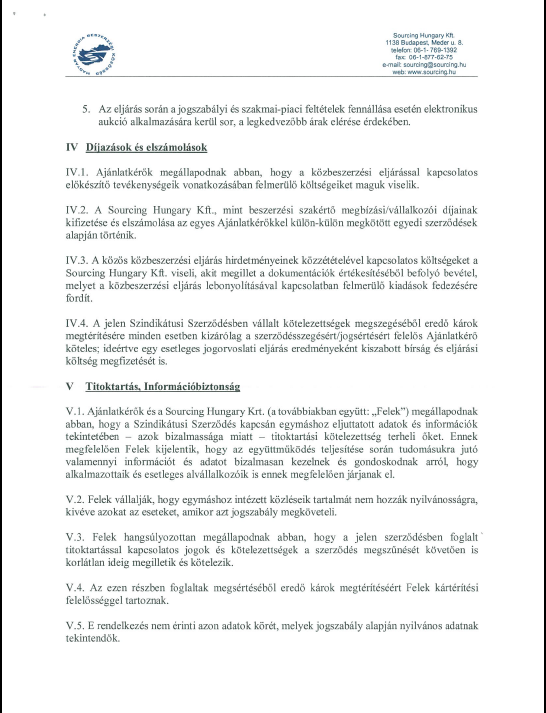 Sourcing Hungary Kft.
1138 Budapest, Meder u. 8.
telefon: 06-1- 769-1392
fax: 06-1-877-62-75
e-mail: sourcing@sourcing.hu
web: www.sourcing.hu
5. Az eljárás során a jogszabályi és szakmai-piaci feltételek fennállása esetén elektronikus
aukció alkalmazására kerül sor, a legkedvezőbb árak elérése érdekében.
IV Díjazások és elszámolások
IV.1. Ajánlatkérők megállapodnak abban, hogy a közbeszerzési eljárással kapcsolatos
előkészítő tevékenységeik vonatkozásában felmerülő költségeiket maguk viselik.
IV.2. A Sourcing Hungary Kft., mint beszerzési szakértő megbízási/vállalkozói díjainak
kifizetése és elszámolása az egyes Ajánlatkérőkkel külön-külön megkötött egyedi szerződések
alapján történik.
IV.3. A közös közbeszerzési eljárás hirdetményeinek közzétételével kapcsolatos költségeket a
Sourcing Hungary Kft. viseli, akit megillet a dokumentációk értékesítéséből befolyó bevétel,
melyet a közbeszerzési eljárás lebonyolításával kapcsolatban felmerülő kiadások fedezésére
fordít.
IV.4. A jelen Szindikátusi Szerződésben vállalt kötelezettségek megszegéséből eredő károk
megtérítésére minden esetben kizárólag a szerződésszegésért/jogsértésért felelős Ajánlatkérő
köteles; ideértve egy esetleges jogorvoslati eljárás eredményeként kiszabott bírság és eljárási
költség megfizetését is.
V Titoktartás, Információbiztonság
V.1. Ajánlatkérők és a Sourcing Hungary Krt. (a továbbiakban együtt: „Felek”) megállapodnak
abban, hogy a Szindikátusi Szerződés kapcsán egymáshoz eljuttatott adatok és információk
tekintetében – azok bizalmassága miatt – titoktartási kötelezettség terheli őket. Ennek
megfelelően Felek kijelentik, hogy az együttműködés teljesítése során tudomásukra jutó
valamennyi információt és adatot bizalmasan kezelnek és gondoskodnak arról, hogy
alkalmazottaik és esetleges alvállalkozóik is ennek megfelelően járjanak el.
V.2. Felek vállalják, hogy egymáshoz intézett közléseik tartalmát nem hozzák nyilvánosságra,
kivéve azokat az eseteket, amikor azt jogszabály megköveteli.
V.3. Felek hangsúlyozottan megállapodnak abban, hogy a jelen szerződésben foglalt
titoktartással kapcsolatos jogok és kötelezettségek a szerződés megszűnését követően is
korlátlan ideig megilletik és kötelezik.
V.4. Az ezen részben foglaltak megsértéséből eredő károk megtérítéséért Felek kártérítési
felelősséggel tartoznak.
V.5. E rendelkezés nem érinti azon adatok körét, melyek jogszabály alapján nyilvános adatnak
tekintendők.